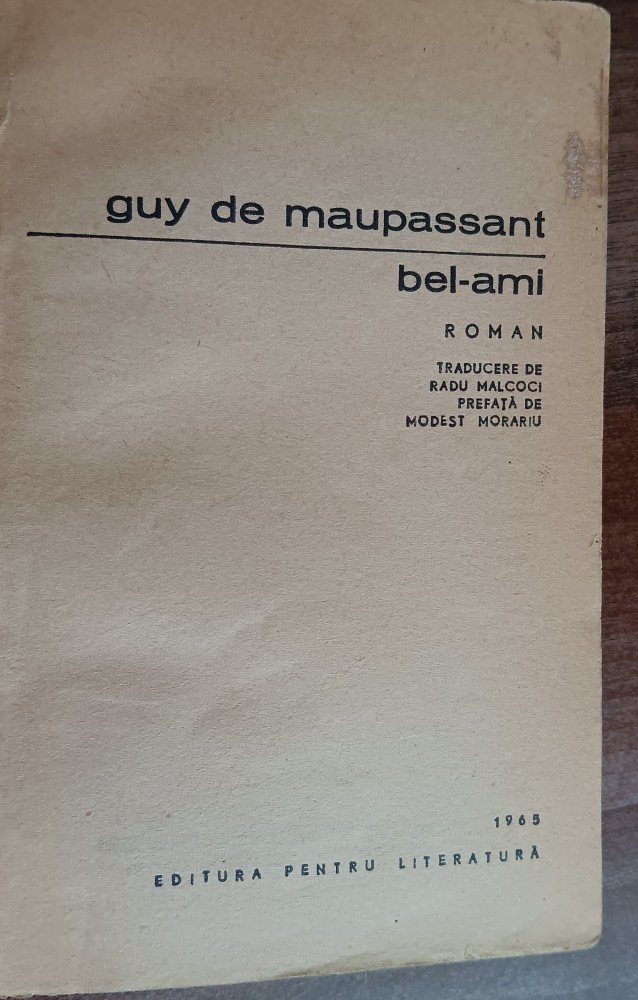 guy de maupassant
bel-ami
ROMAN
TRADUCERE DE
RADU MALCOCI
PREFAȚĂ DE
MODEST MORARIU
1965
EDITURA PENTRU LITERATURĂ